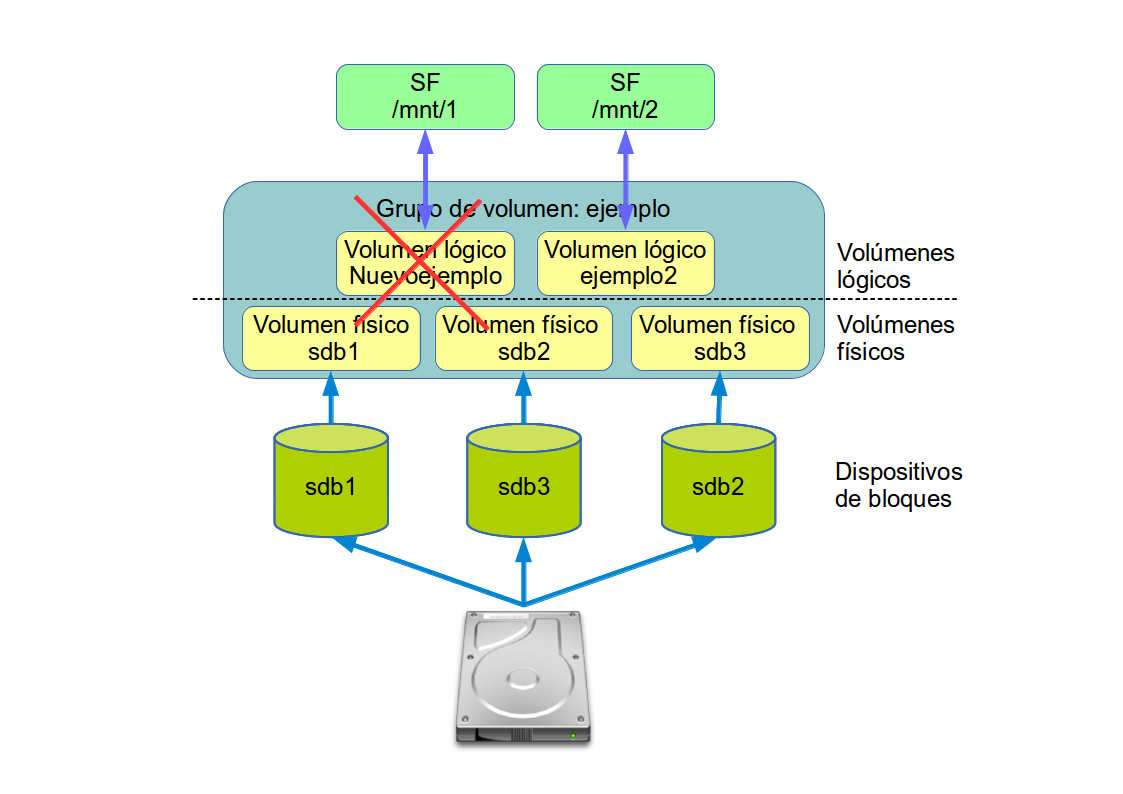 SF
/mnt/1
SF
/mnt/2
Grupo de volumen: ejemplo
Volumen lógico
Nuevoejemplo
Volumen lógico
ejemplo2
Volúmenes
lógicos
Volumen físico
sdb1
Volumen físico
sdb2
Volumen físico
sdb3
Volúmenes
físicos
sdb1
sdb3
sdb2
Dispositivos
de bloques